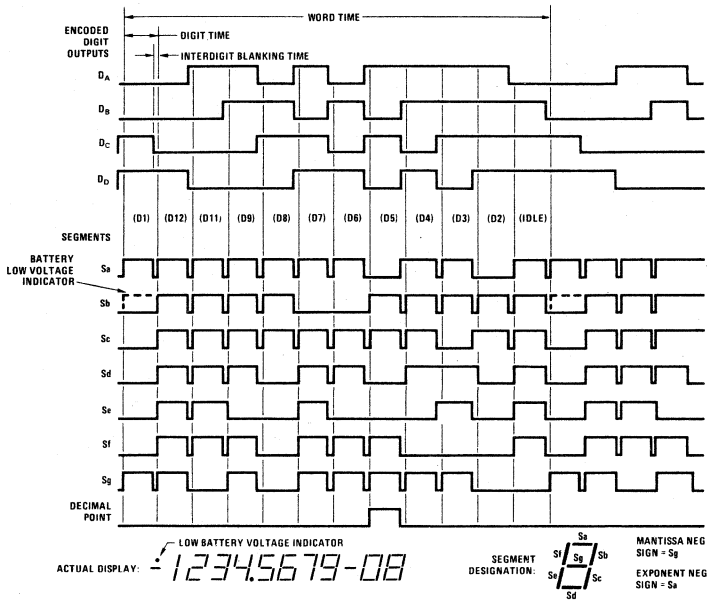 WORD TIME
ENCODED
DIGIT
OUTPUTS
DIGIT TIME
INTERDIGIT BLANKING TIME
DA
DB
DC
DD
(D1) (D12) (D11) (D9) (D8) (D7) (D6) (D5) (D4) (D3) (D2) (IDLE)
SEGMENTS
BATTERY
LOW VOLTAGE
INDICATOR
Sa
Sb
Sc
Sd
Se
Sf
Sg
DECIMAL
POINT
LOW BATTERY VOLTAGE INDICATOR
ACTUAL DISPLAY: -1234.5679-08
SEGMENT
DESIGNATION:
Sa
Sf Sg Sb
Se Sc
Sd
MANTISSA NEG
SIGN = Sg
EXPONENT NEG
SIGN = Sa